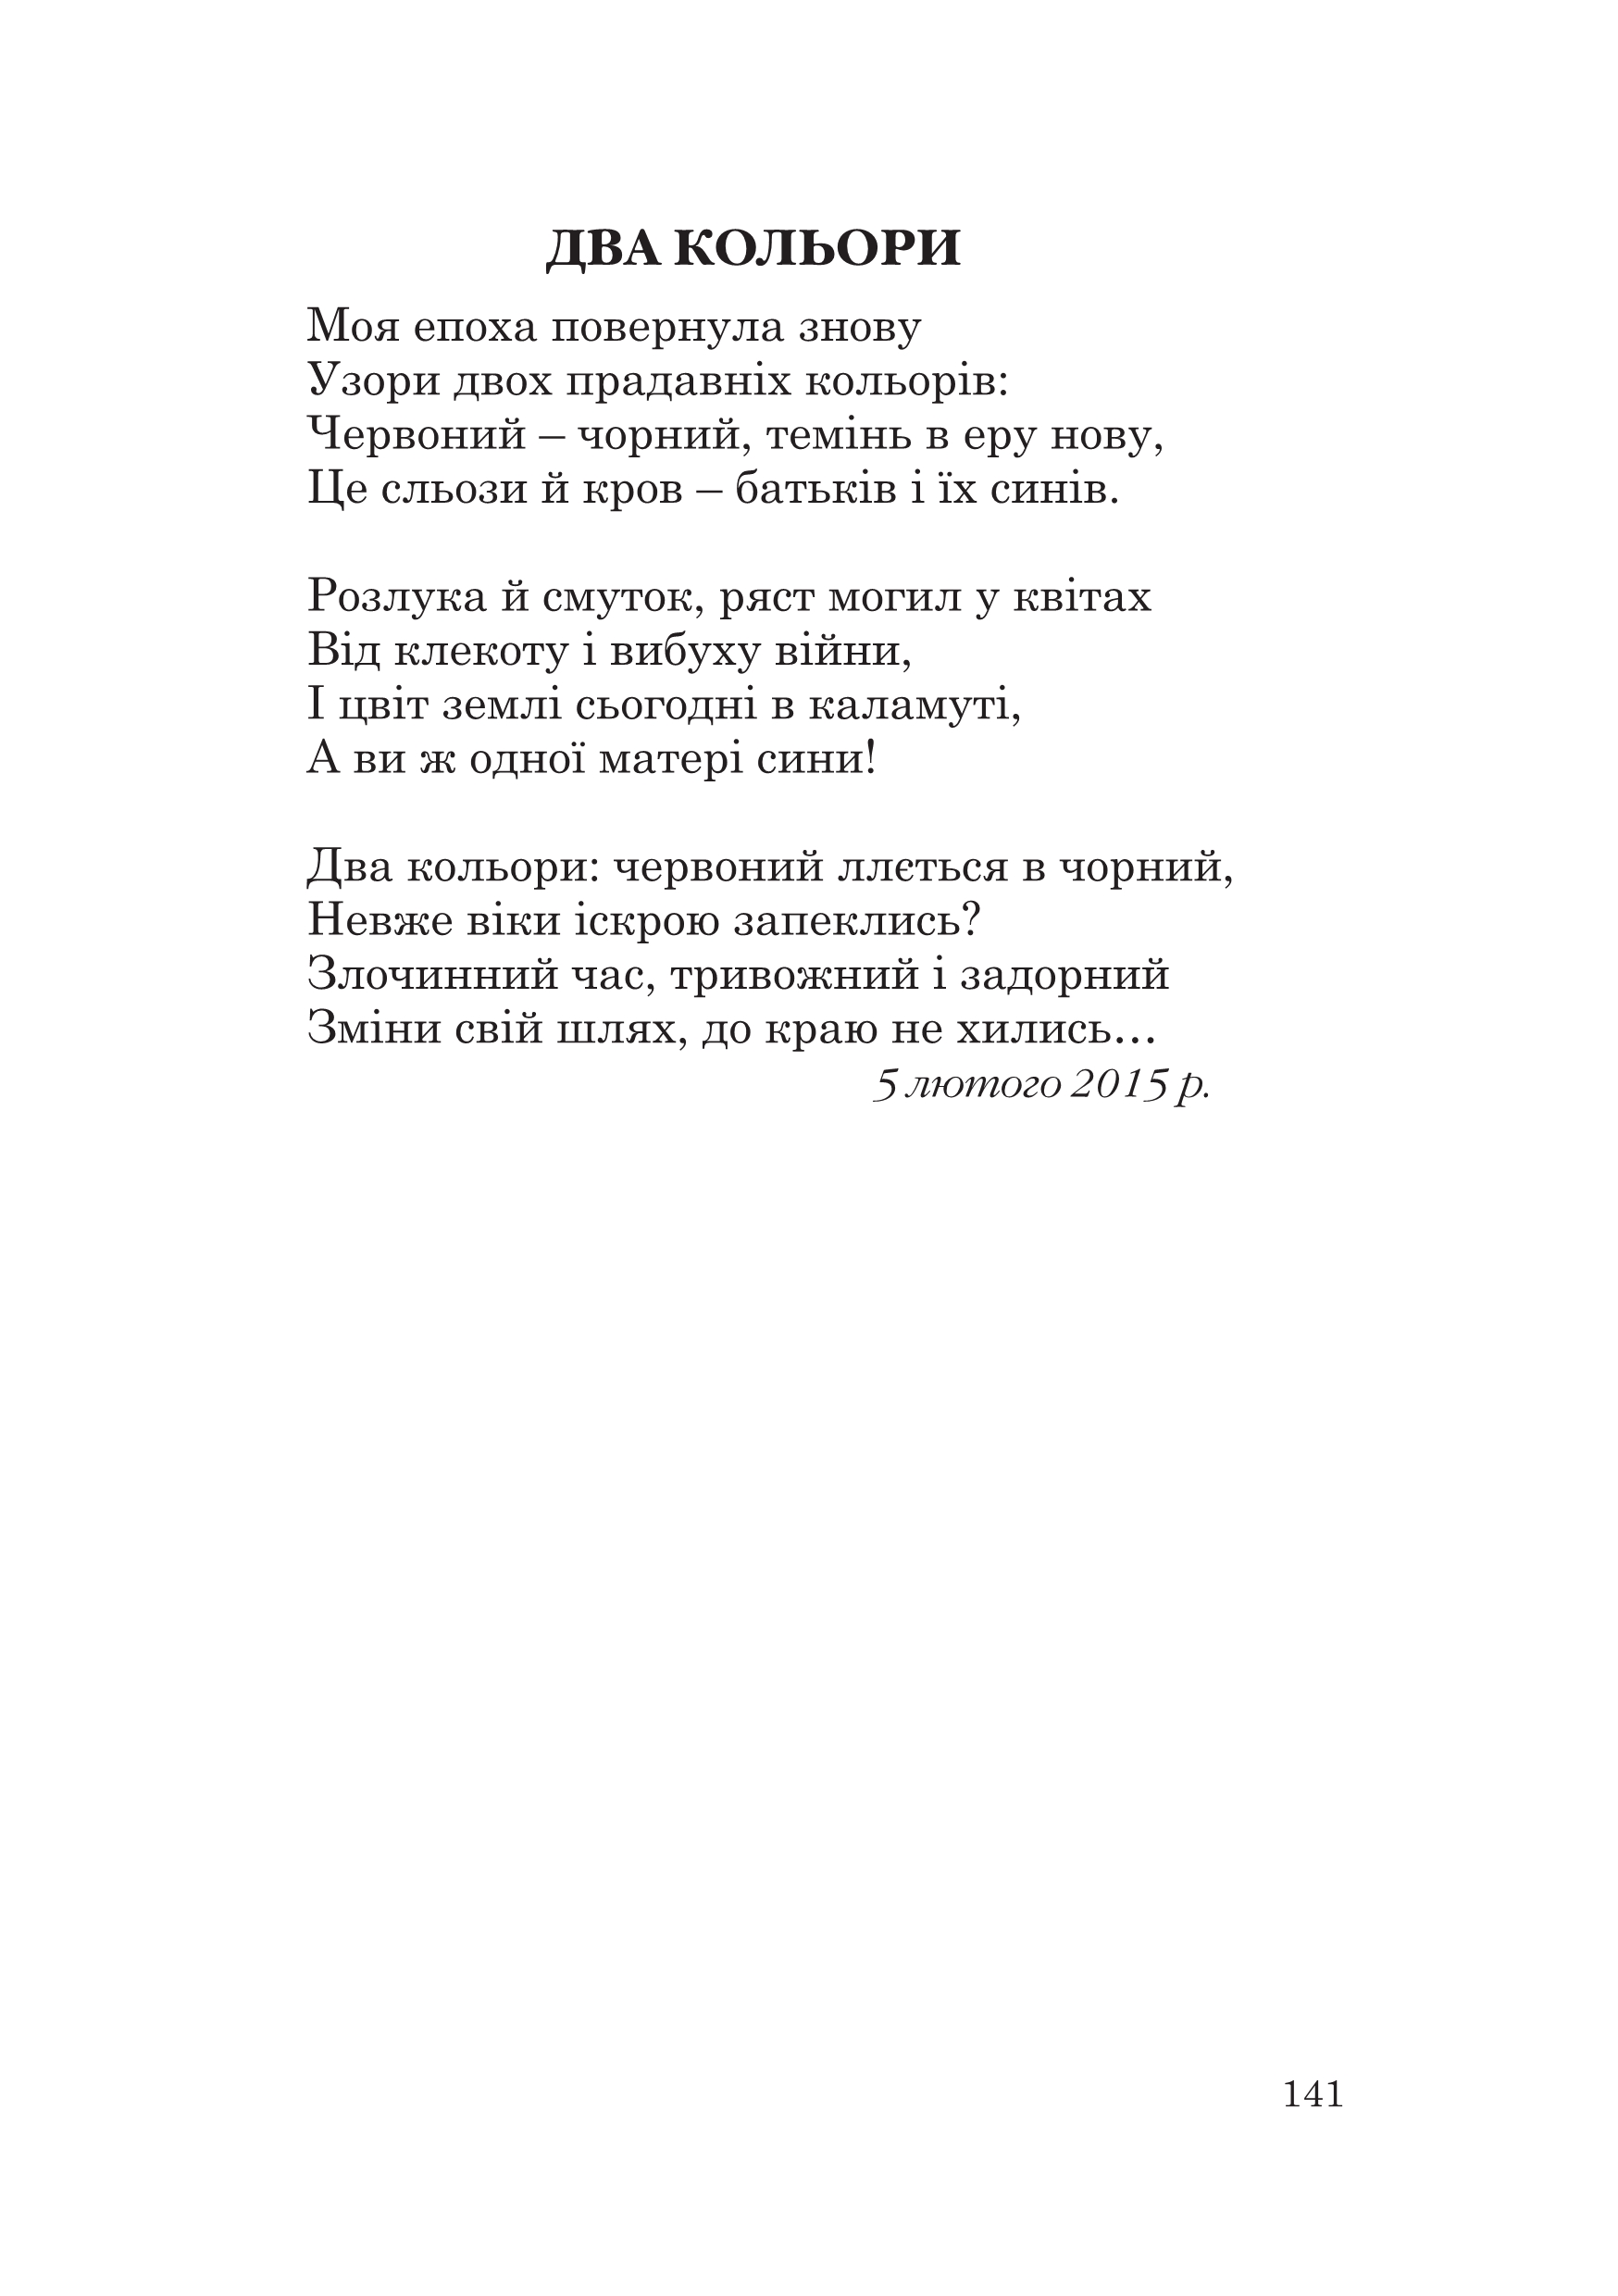 ДВА КОЛЬОРИ
Моя епоха повернула знову
Узори двох прадавніх кольорів:
Червоний – чорний, темінь в еру нову,
Це сльози й кров – батьків і їх синів.
Розлука й смуток, ряст могил у квітах
Від клекоту і вибуху війни,
І цвіт землі сьогодні в каламуті,
А ви ж одної матері сини!
Два кольори: червоний ллється в чорний,
Невже віки іскрою запеклись?
Злочинний час, тривожний і задорний
Зміни свій шлях, до краю не хились...
5 лютого 2015 р.
141